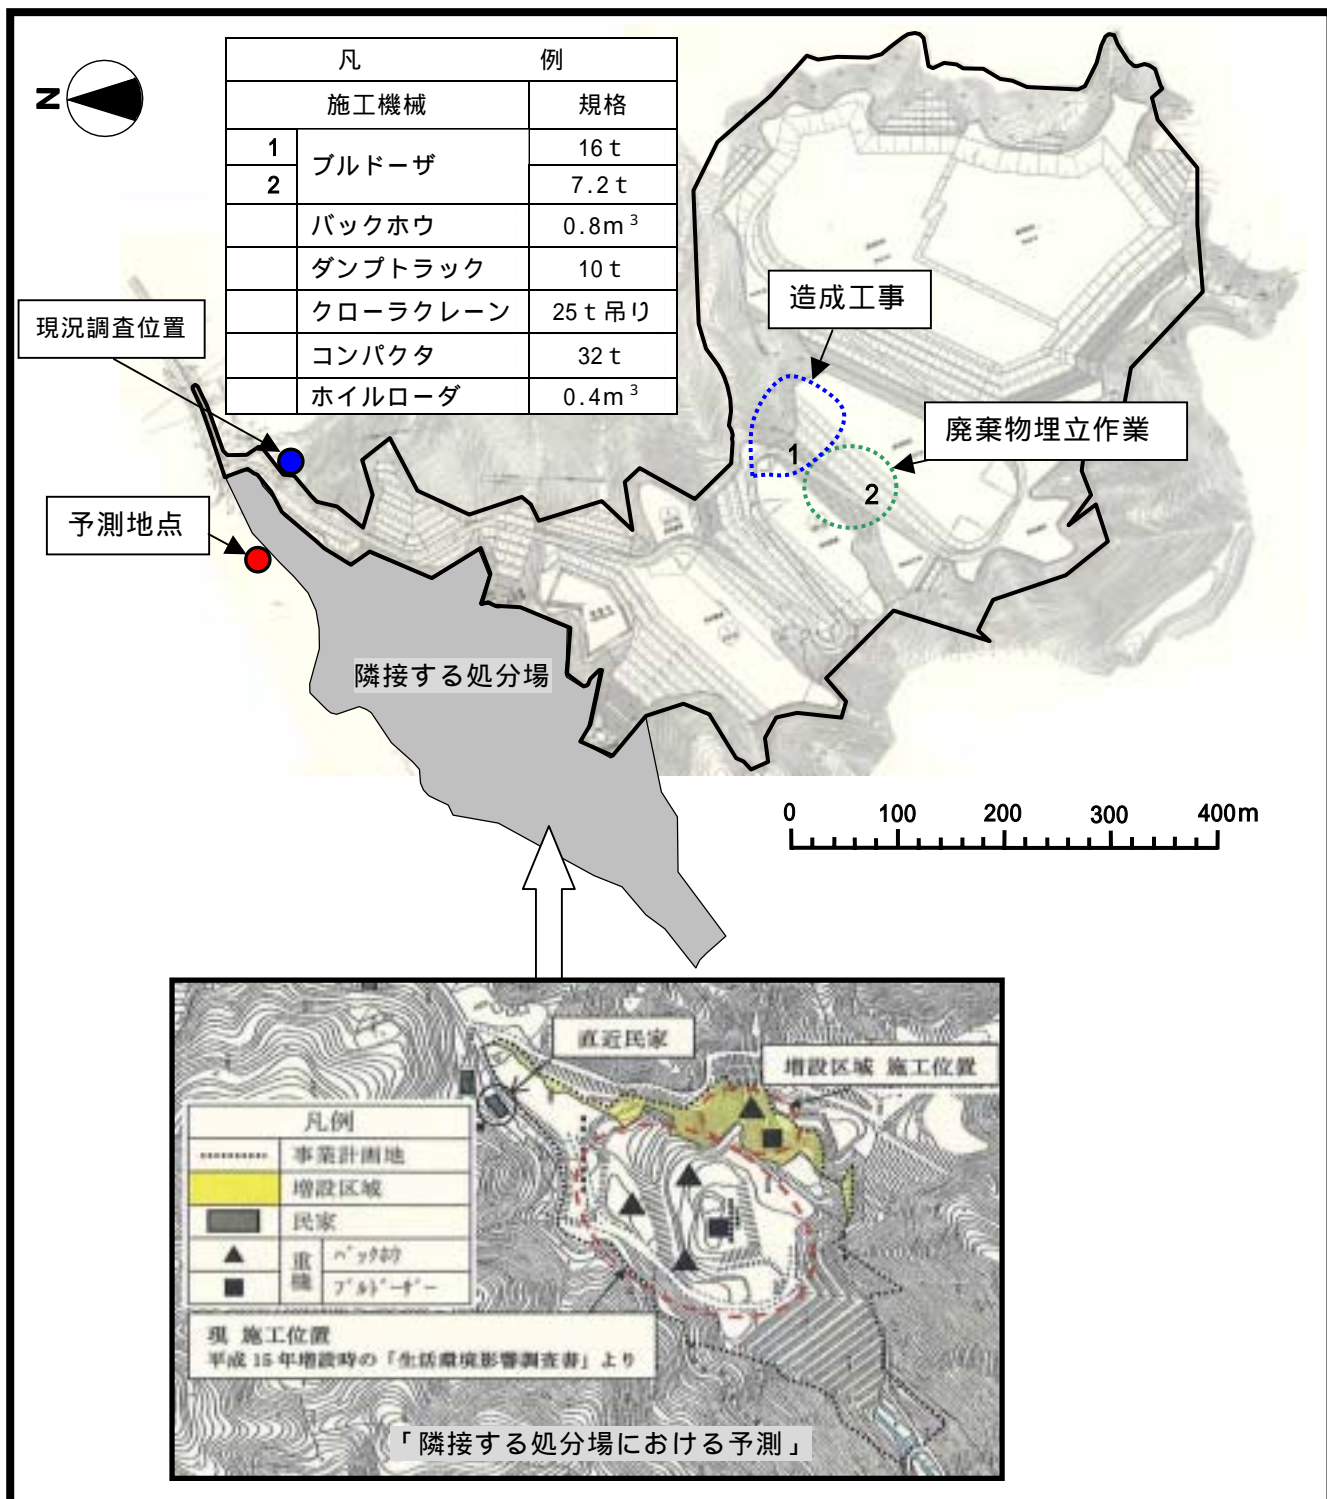 N
凡 例
施工機械 規格
1 ブルドーザ 16t
2 7.2t
バックホウ 0.8m³
ダンプトラック 10t
クローラクレーン 25t吊り
コンパクタ 32t
ホイルローダ 0.4m³
現況調査位置
造成工事
廃棄物埋立作業
1
2
予測地点
隣接する処分場
0 100 200 300 400m
直近民家
増設区域 施工位置
凡例
事業計画地
増設区域
民家
重機 バックホウ
ブルドーザー
現 施工位置
平成15年増設時の「生活環境影響調査書」より
「隣接する処分場における予測」